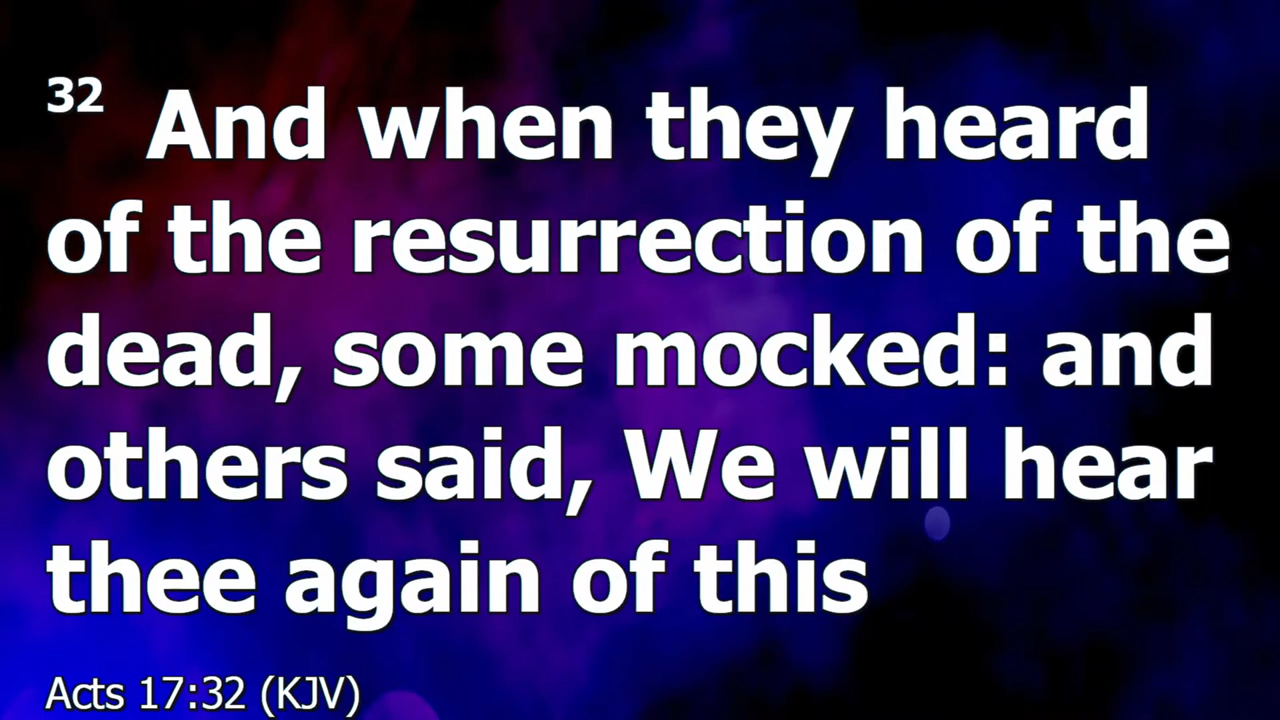 32 And when they heard
of the resurrection of the
dead, some mocked: and
others said, We will hear
thee again of this
Acts 17:32 (KJV)